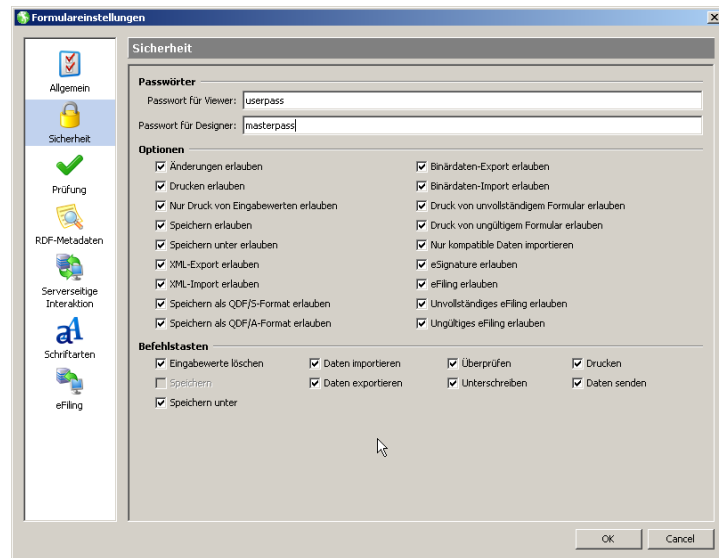 Formulareinstellungen
Allgemein
Sicherheit
Prüfung
RDF-Metadaten
Serverseitige
Interaktion
Schriftarten
eFiling
Sicherheit
Passwörter
Passwort für Viewer: userpass
Passwort für Designer: masterpass
Optionen
Änderungen erlauben
Binärdaten-Export erlauben
Drucken erlauben
Binärdaten-Import erlauben
Nur Druck von Eingabewerten erlauben
Druck von unvollständigem Formular erlauben
Speichern erlauben
Druck von ungültigem Formular erlauben
Speichern unter erlauben
Nur kompatible Daten importieren
XML-Export erlauben
eSignature erlauben
XML-Import erlauben
eFiling erlauben
Speichern als QDF/S-Format erlauben
Unvollständiges eFiling erlauben
Speichern als QDF/A-Format erlauben
Ungültiges eFiling erlauben
Befehlstasten
Eingabewerte löschen
Daten importieren
Überprüfen
Drucken
Speichern
Daten exportieren
Unterschreiben
Daten senden
Speichern unter
OK
Cancel